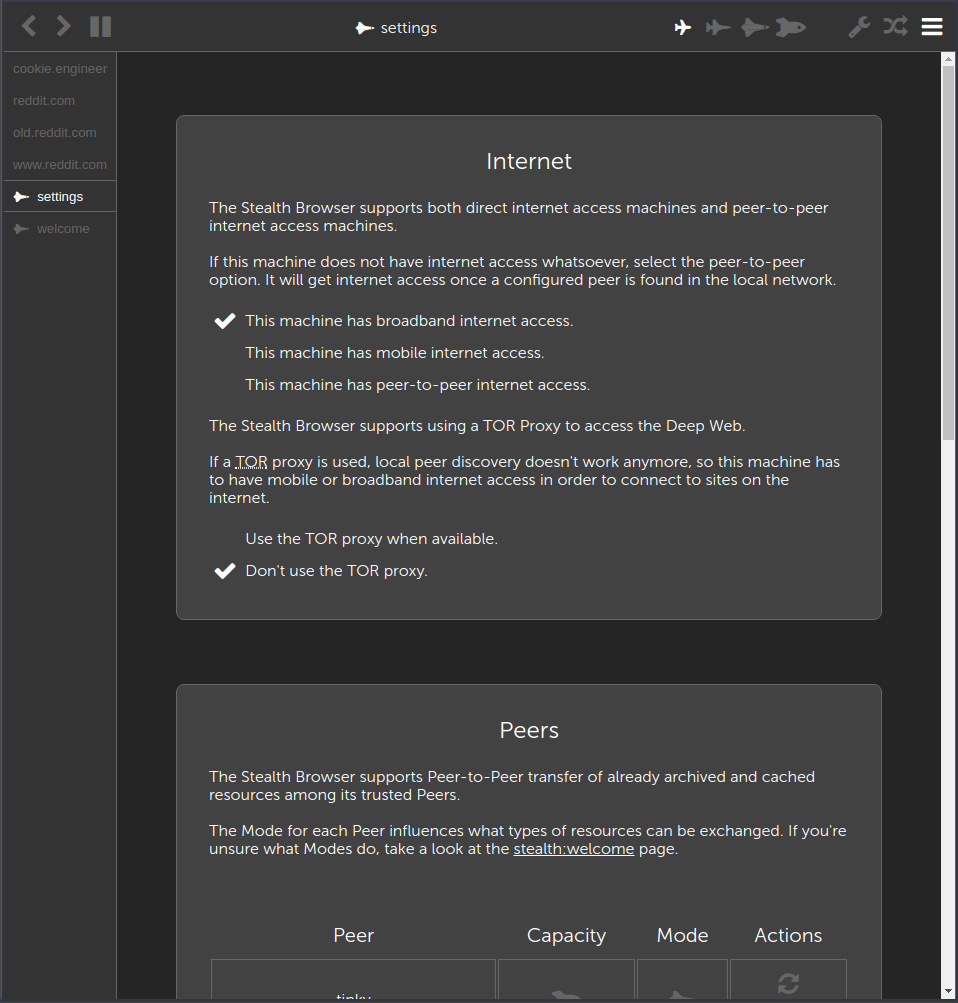 settings
cookie.engineer
reddit.com
old.reddit.com
www.reddit.com
settings
welcome
Internet
The Stealth Browser supports both direct internet access machines and peer-to-peer
internet access machines.
If this machine does not have internet access whatsoever, select the peer-to-peer
option. It will get internet access once a configured peer is found in the local network.
This machine has broadband internet access.
This machine has mobile internet access.
This machine has peer-to-peer internet access.
The Stealth Browser supports using a TOR Proxy to access the Deep Web.
If a TOR proxy is used, local peer discovery doesn't work anymore, so this machine has
to have mobile or broadband internet access in order to connect to sites on the
internet.
Use the TOR proxy when available.
Don't use the TOR proxy.
Peers
The Stealth Browser supports Peer-to-Peer transfer of already archived and cached
resources among its trusted Peers.
The Mode for each Peer influences what types of resources can be exchanged. If you're
unsure what Modes do, take a look at the stealth:welcome page.
Peer Capacity Mode Actions